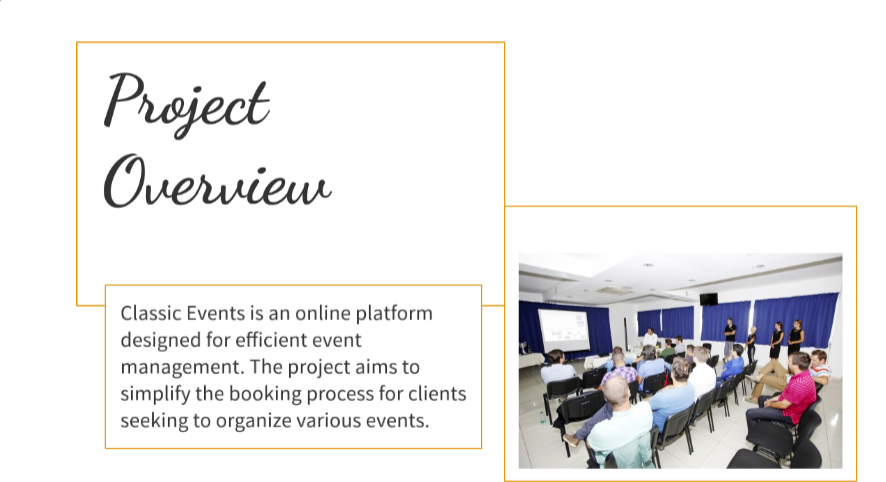 Project
Overview
Classic Events is an online platform
designed for efficient event
management. The project aims to
simplify the booking process for clients
seeking to organize various events.